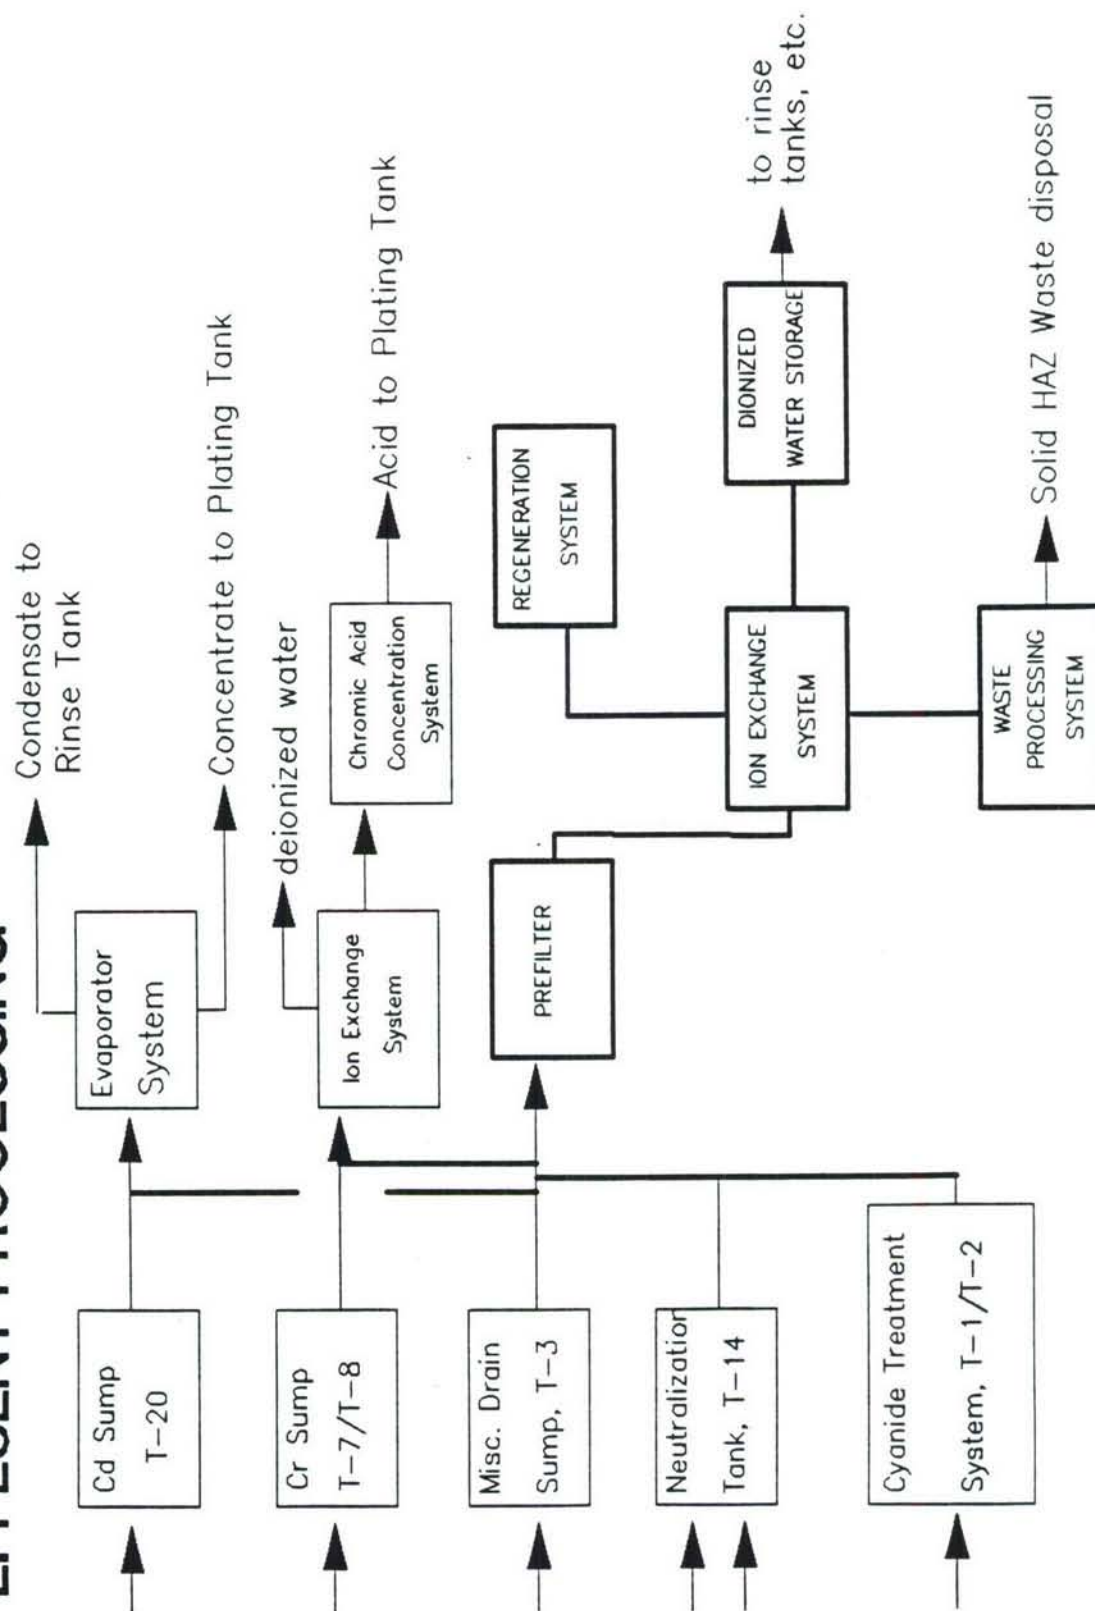 EFFLUENT PROCESSING
Condensate to
Rinse Tank
Evaporator
System
Concentrate to Plating Tank
Cd Sump
T-20
deionized water
Ion Exchange
System
Chromic Acid
Concentration
System
Acid to Plating Tank
Cr Sump
T-7/T-8
Misc. Drain
Sump, T-3
PREFILTER
REGENERATION
SYSTEM
Neutralization
Tank, T-14
ION EXCHANGE
SYSTEM
DIONIZED
WATER STORAGE
to rinse
tanks, etc.
Cyanide Treatment
System, T-1/T-2
WASTE
PROCESSING
SYSTEM
Solid HAZ Waste disposal